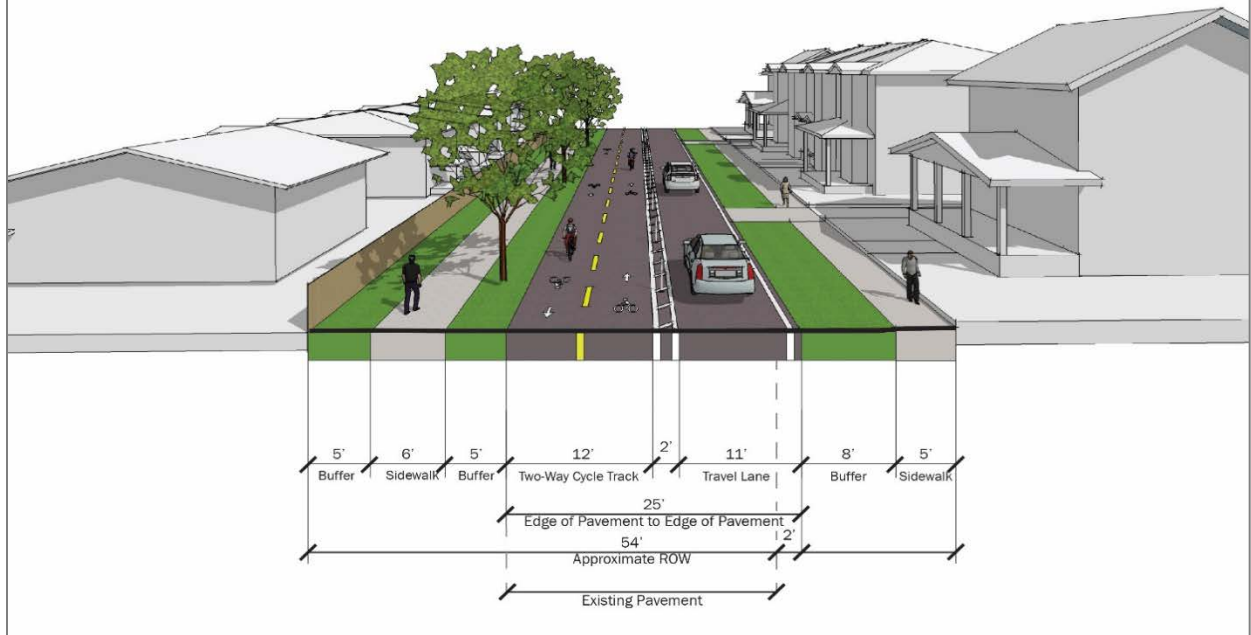 5' 6' 5' 12' 2' 11' 8' 5'
Buffer Sidewalk Buffer Two-Way Cycle Track Travel Lane Buffer Sidewalk
25'
Edge of Pavement to Edge of Pavement
54' 2'
Approximate ROW
Existing Pavement